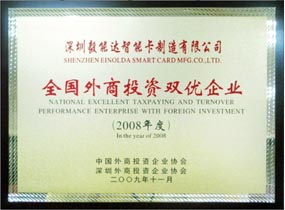 深圳毅能达智能卡制造有限公司
SHENZHEN EINOLDA SMART CARD MFG.CO.,LTD.
全国外商投资双优企业
NATIONAL EXCELLENT TAXPAYING AND TURNOVER
PERFORMANCE ENTERPRISE WITH FOREIGN INVESTMENT
(2008年度)
In the year of 2008
中国外商投资企业协会
深圳外商投资企业协会
二〇〇九年十一月